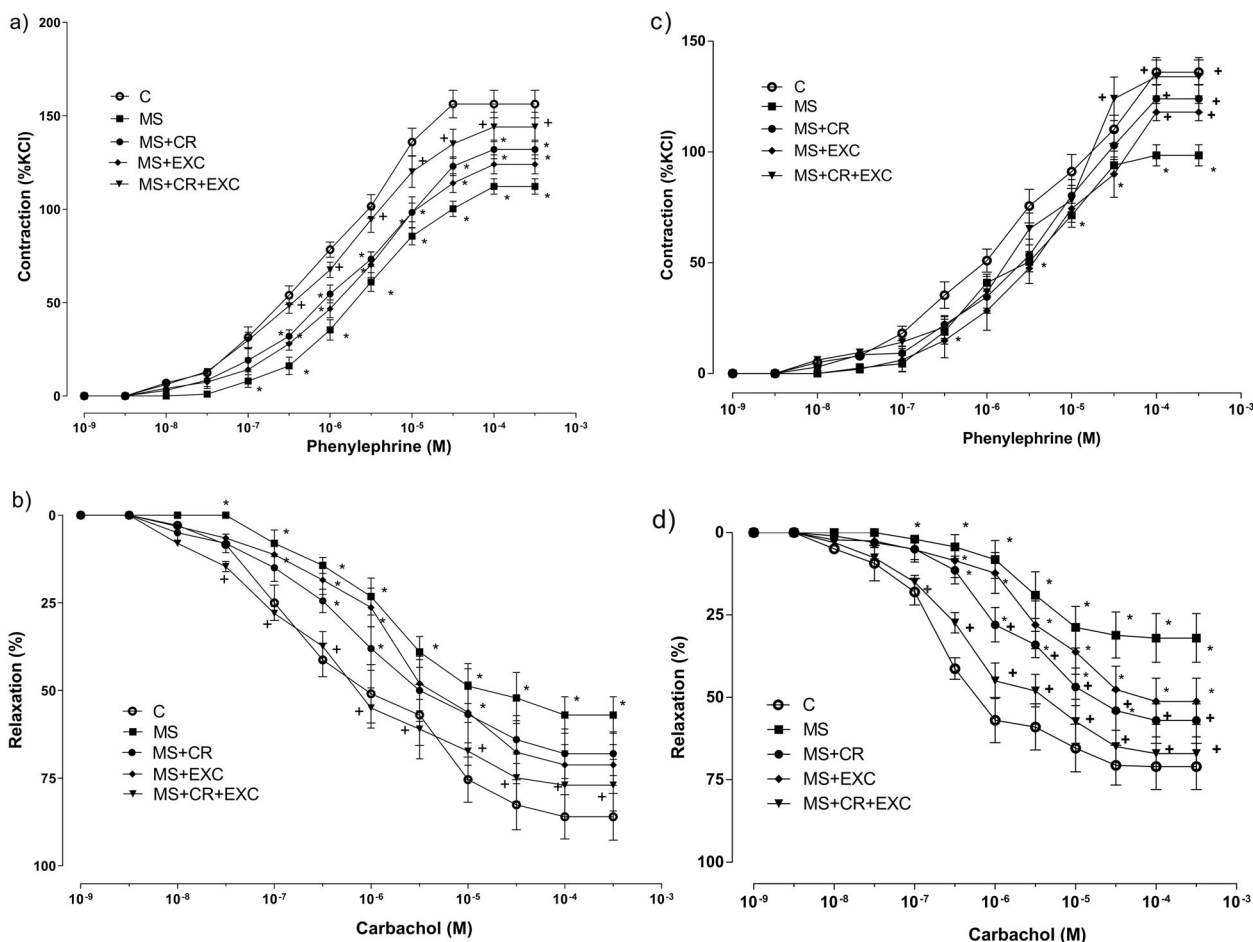 a)
Contraction (%KCl)
200
150
100
50
0
C
MS
MS+CR
MS+EXC
MS+CR+EXC
10-9 10-8 10-7 10-6 10-5 10-4 10-3
Phenylephrine (M)
c)
Contraction (%KCl)
150
100
50
0
C
MS
MS+CR
MS+EXC
MS+CR+EXC
10-9 10-8 10-7 10-6 10-5 10-4 10-3
Phenylephrine (M)
b)
Relaxation (%)
0
25
50
75
100
C
MS
MS+CR
MS+EXC
MS+CR+EXC
10-9 10-8 10-7 10-6 10-5 10-4 10-3
Carbachol (M)
d)
Relaxation (%)
0
25
50
75
100
C
MS
MS+CR
MS+EXC
MS+CR+EXC
10-9 10-8 10-7 10-6 10-5 10-4 10-3
Carbachol (M)